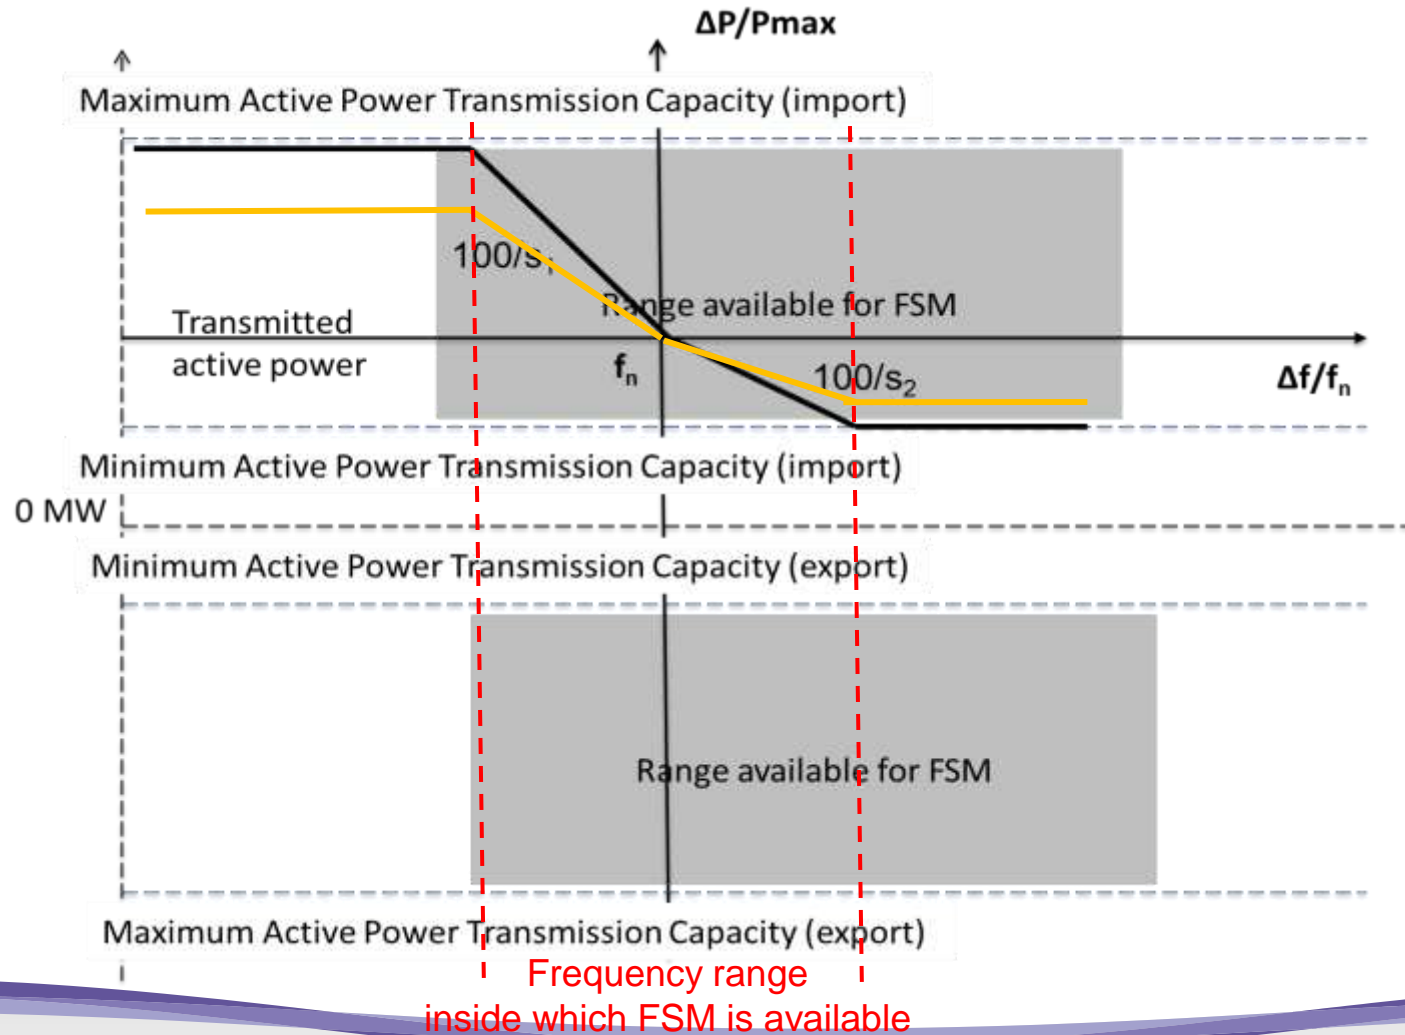 ΔP/Pmax
Maximum Active Power Transmission Capacity (import)
100/s₁
Range available for FSM
Transmitted
active power
fₙ
100/s₂
Δf/fₙ
Minimum Active Power Transmission Capacity (import)
0 MW
Minimum Active Power Transmission Capacity (export)
Range available for FSM
Maximum Active Power Transmission Capacity (export)
Frequency range
inside which FSM is available